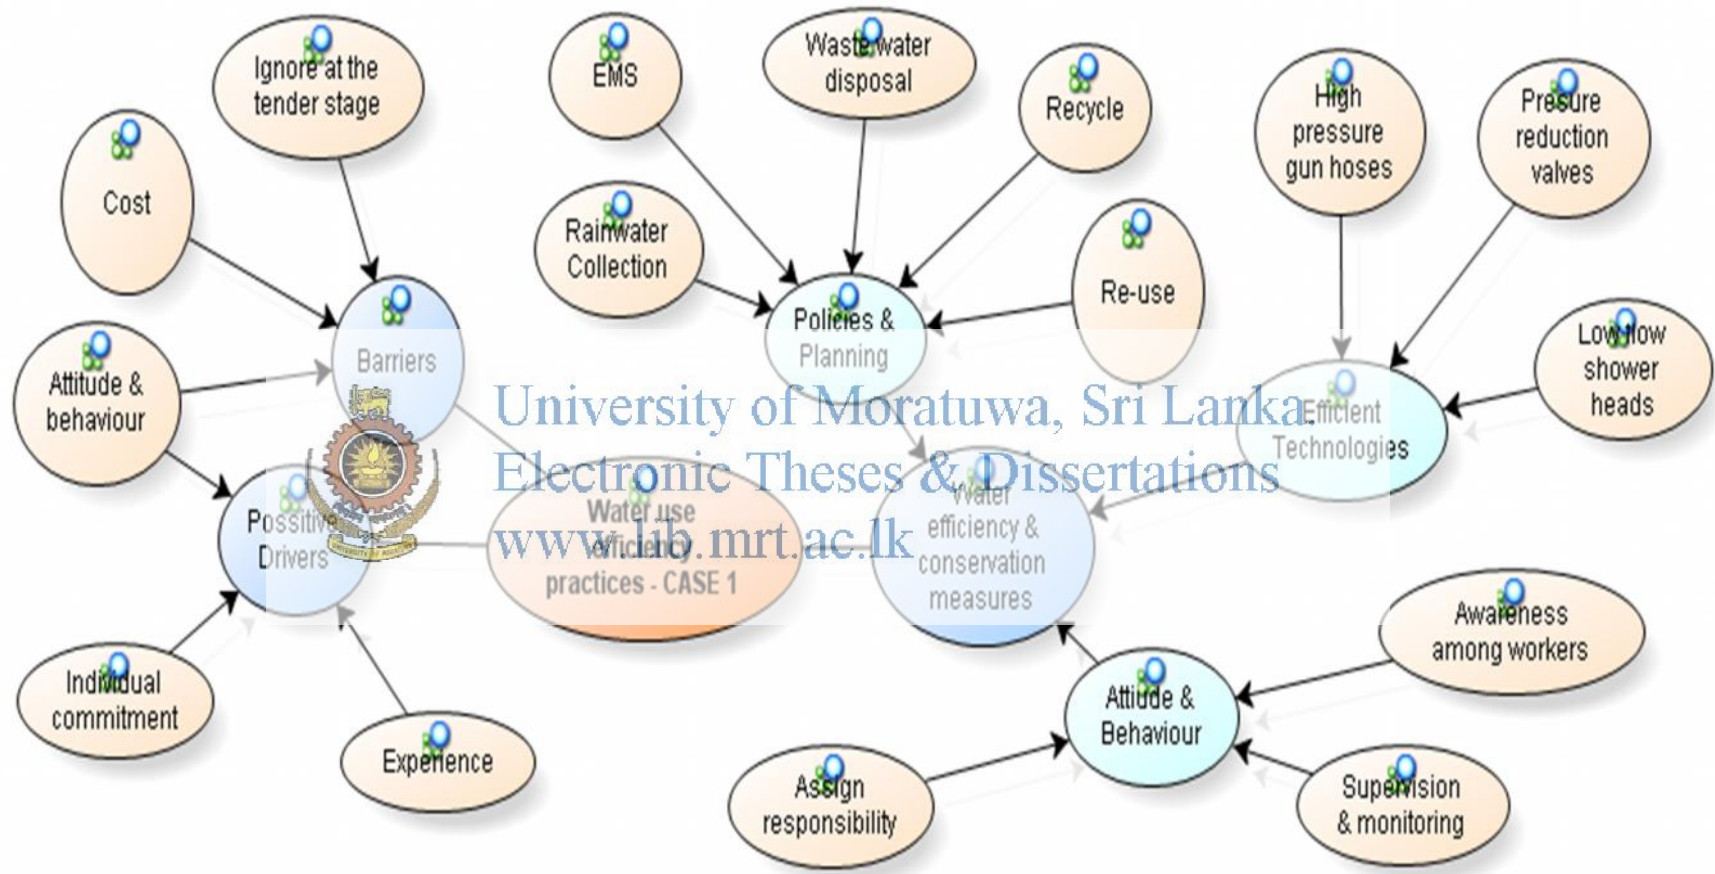 Ignore at the
tender stage
EMS
Waste water
disposal
Recycle
High
pressure
gun hoses
Presure
reduction
valves
Cost
Rainwater
Collection
Re-use
Barriers
Policies &
Planning
Low flow
shower
heads
Attitude &
behaviour
University of Moratuwa, Sri Lanka.
Electronic Theses & Dissertations
www.lib.mrt.ac.lk
Efficient
Technologies
Possitive
Drivers
Water use
efficiency
practices - CASE 1
Water
efficiency &
conservation
measures
Individual
commitment
Experience
Attiude &
Behaviour
Awareness
among workers
Assign
responsibility
Supervision
& monitoring